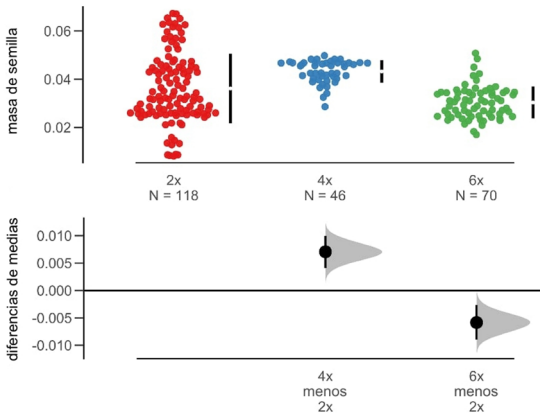 masa de semilla
0.06
0.04
0.02
2x
N = 118
4x
N = 46
6x
N = 70
diferencias de medias
0.010
0.005
0.000
-0.005
-0.010
4x
menos
2x
6x
menos
2x